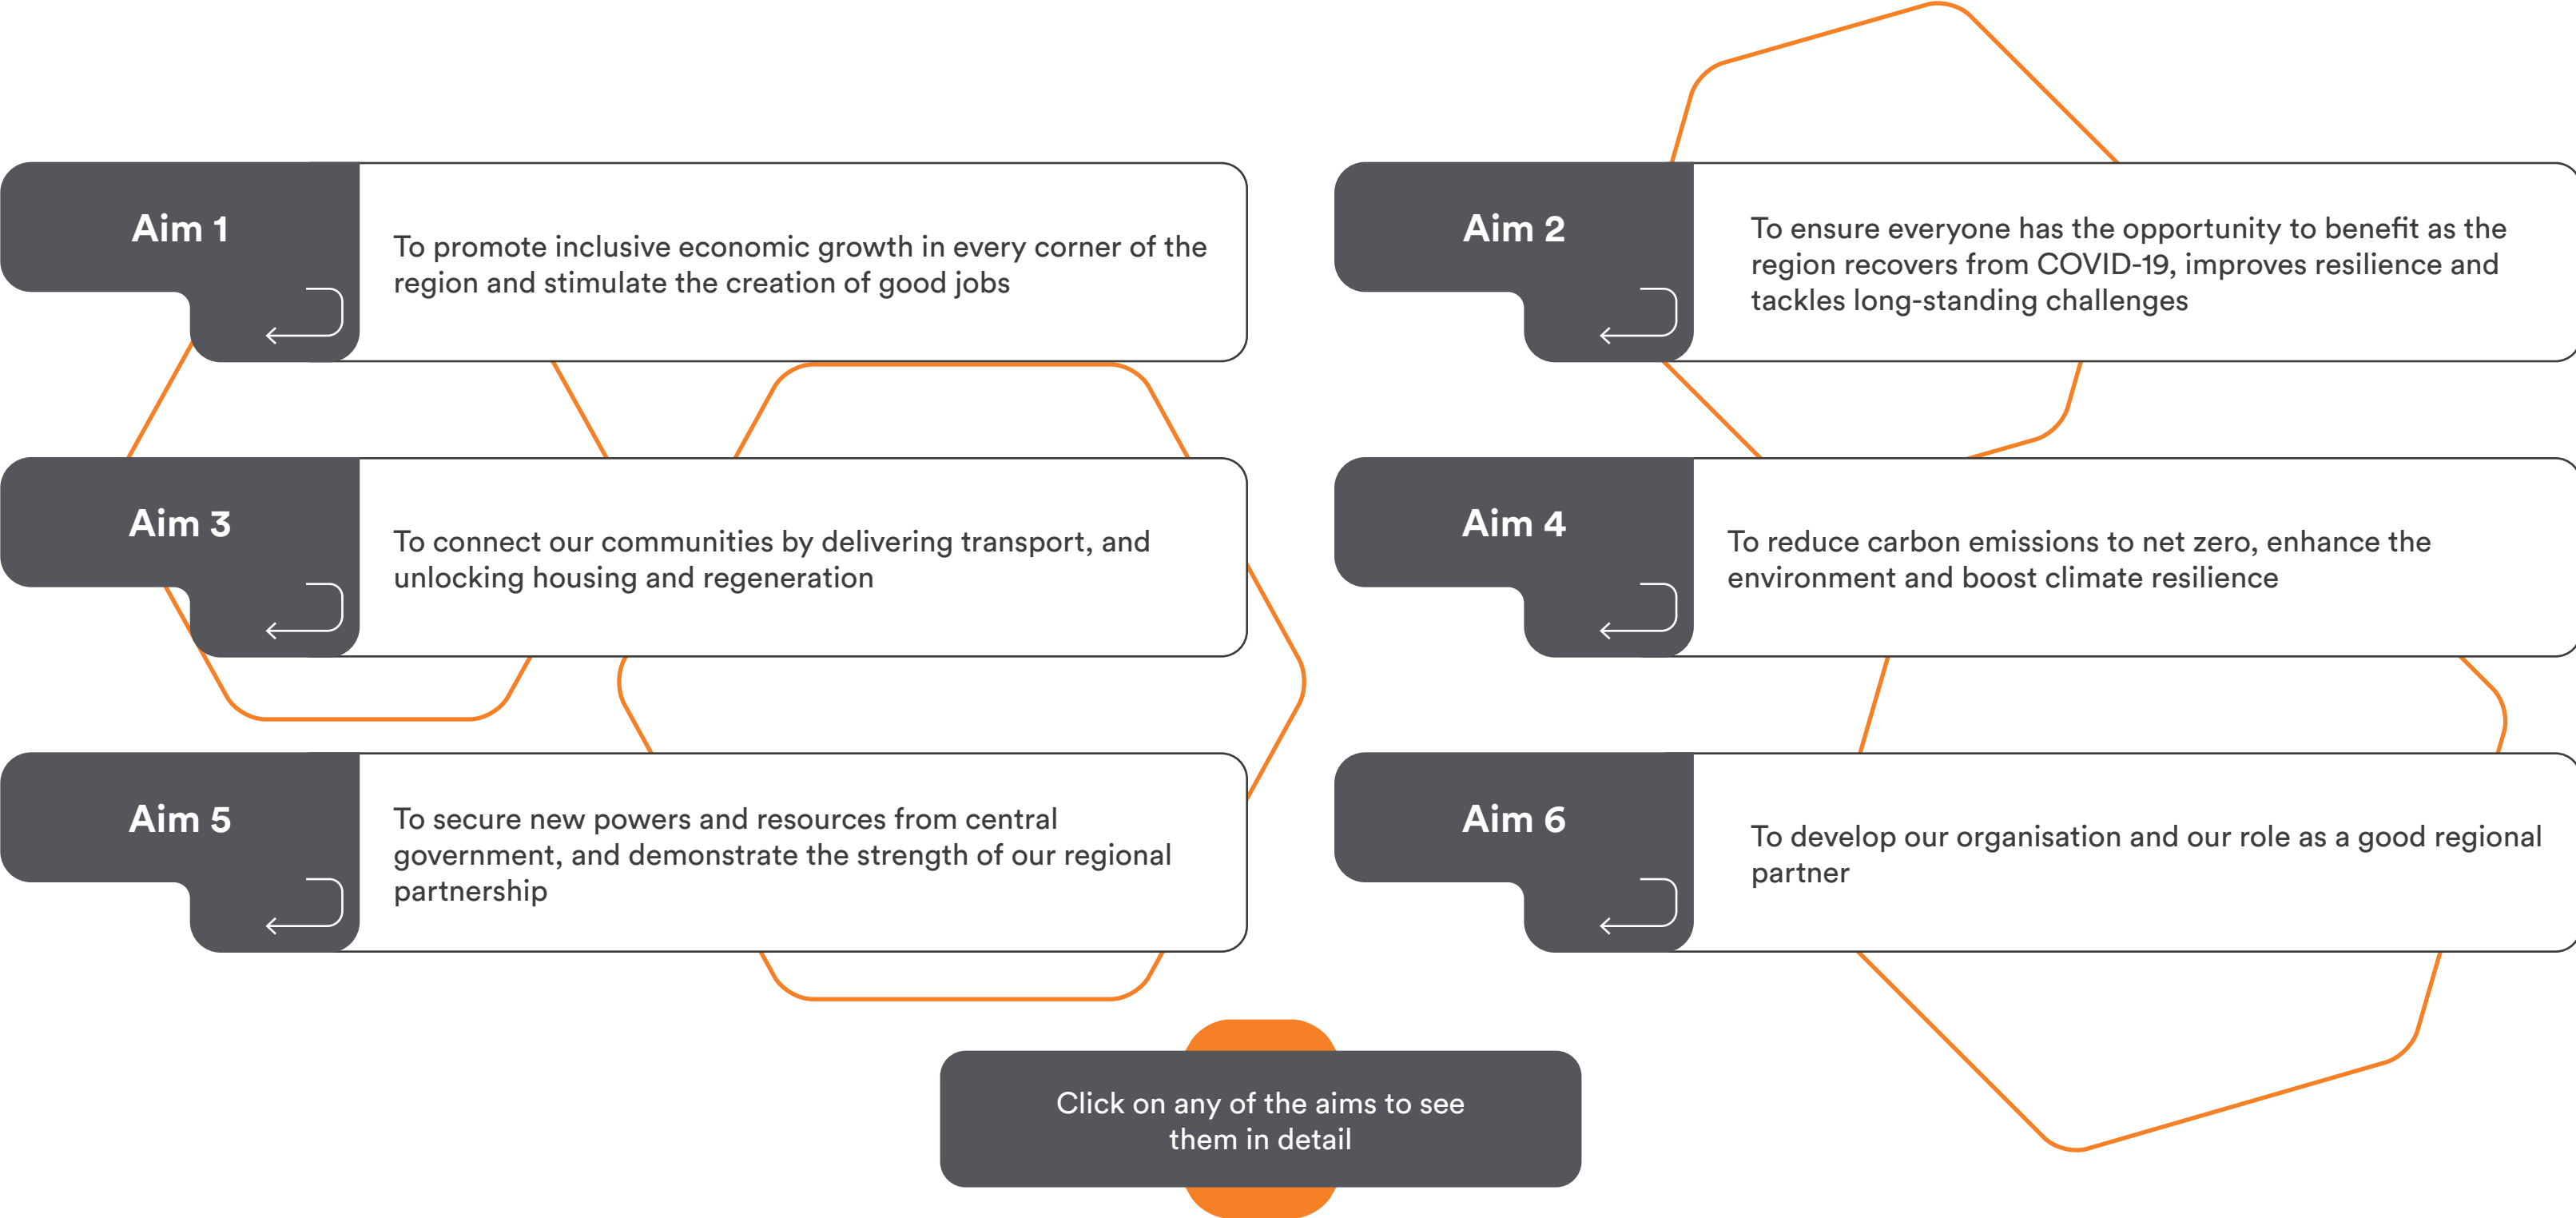 Aim 1
To promote inclusive economic growth in every corner of the
region and stimulate the creation of good jobs
Aim 2
To ensure everyone has the opportunity to benefit as the
region recovers from COVID-19, improves resilience and
tackles long-standing challenges
Aim 3
To connect our communities by delivering transport, and
unlocking housing and regeneration
Aim 4
To reduce carbon emissions to net zero, enhance the
environment and boost climate resilience
Aim 5
To secure new powers and resources from central
government, and demonstrate the strength of our regional
partnership
Aim 6
To develop our organisation and our role as a good regional
partner
Click on any of the aims to see
them in detail